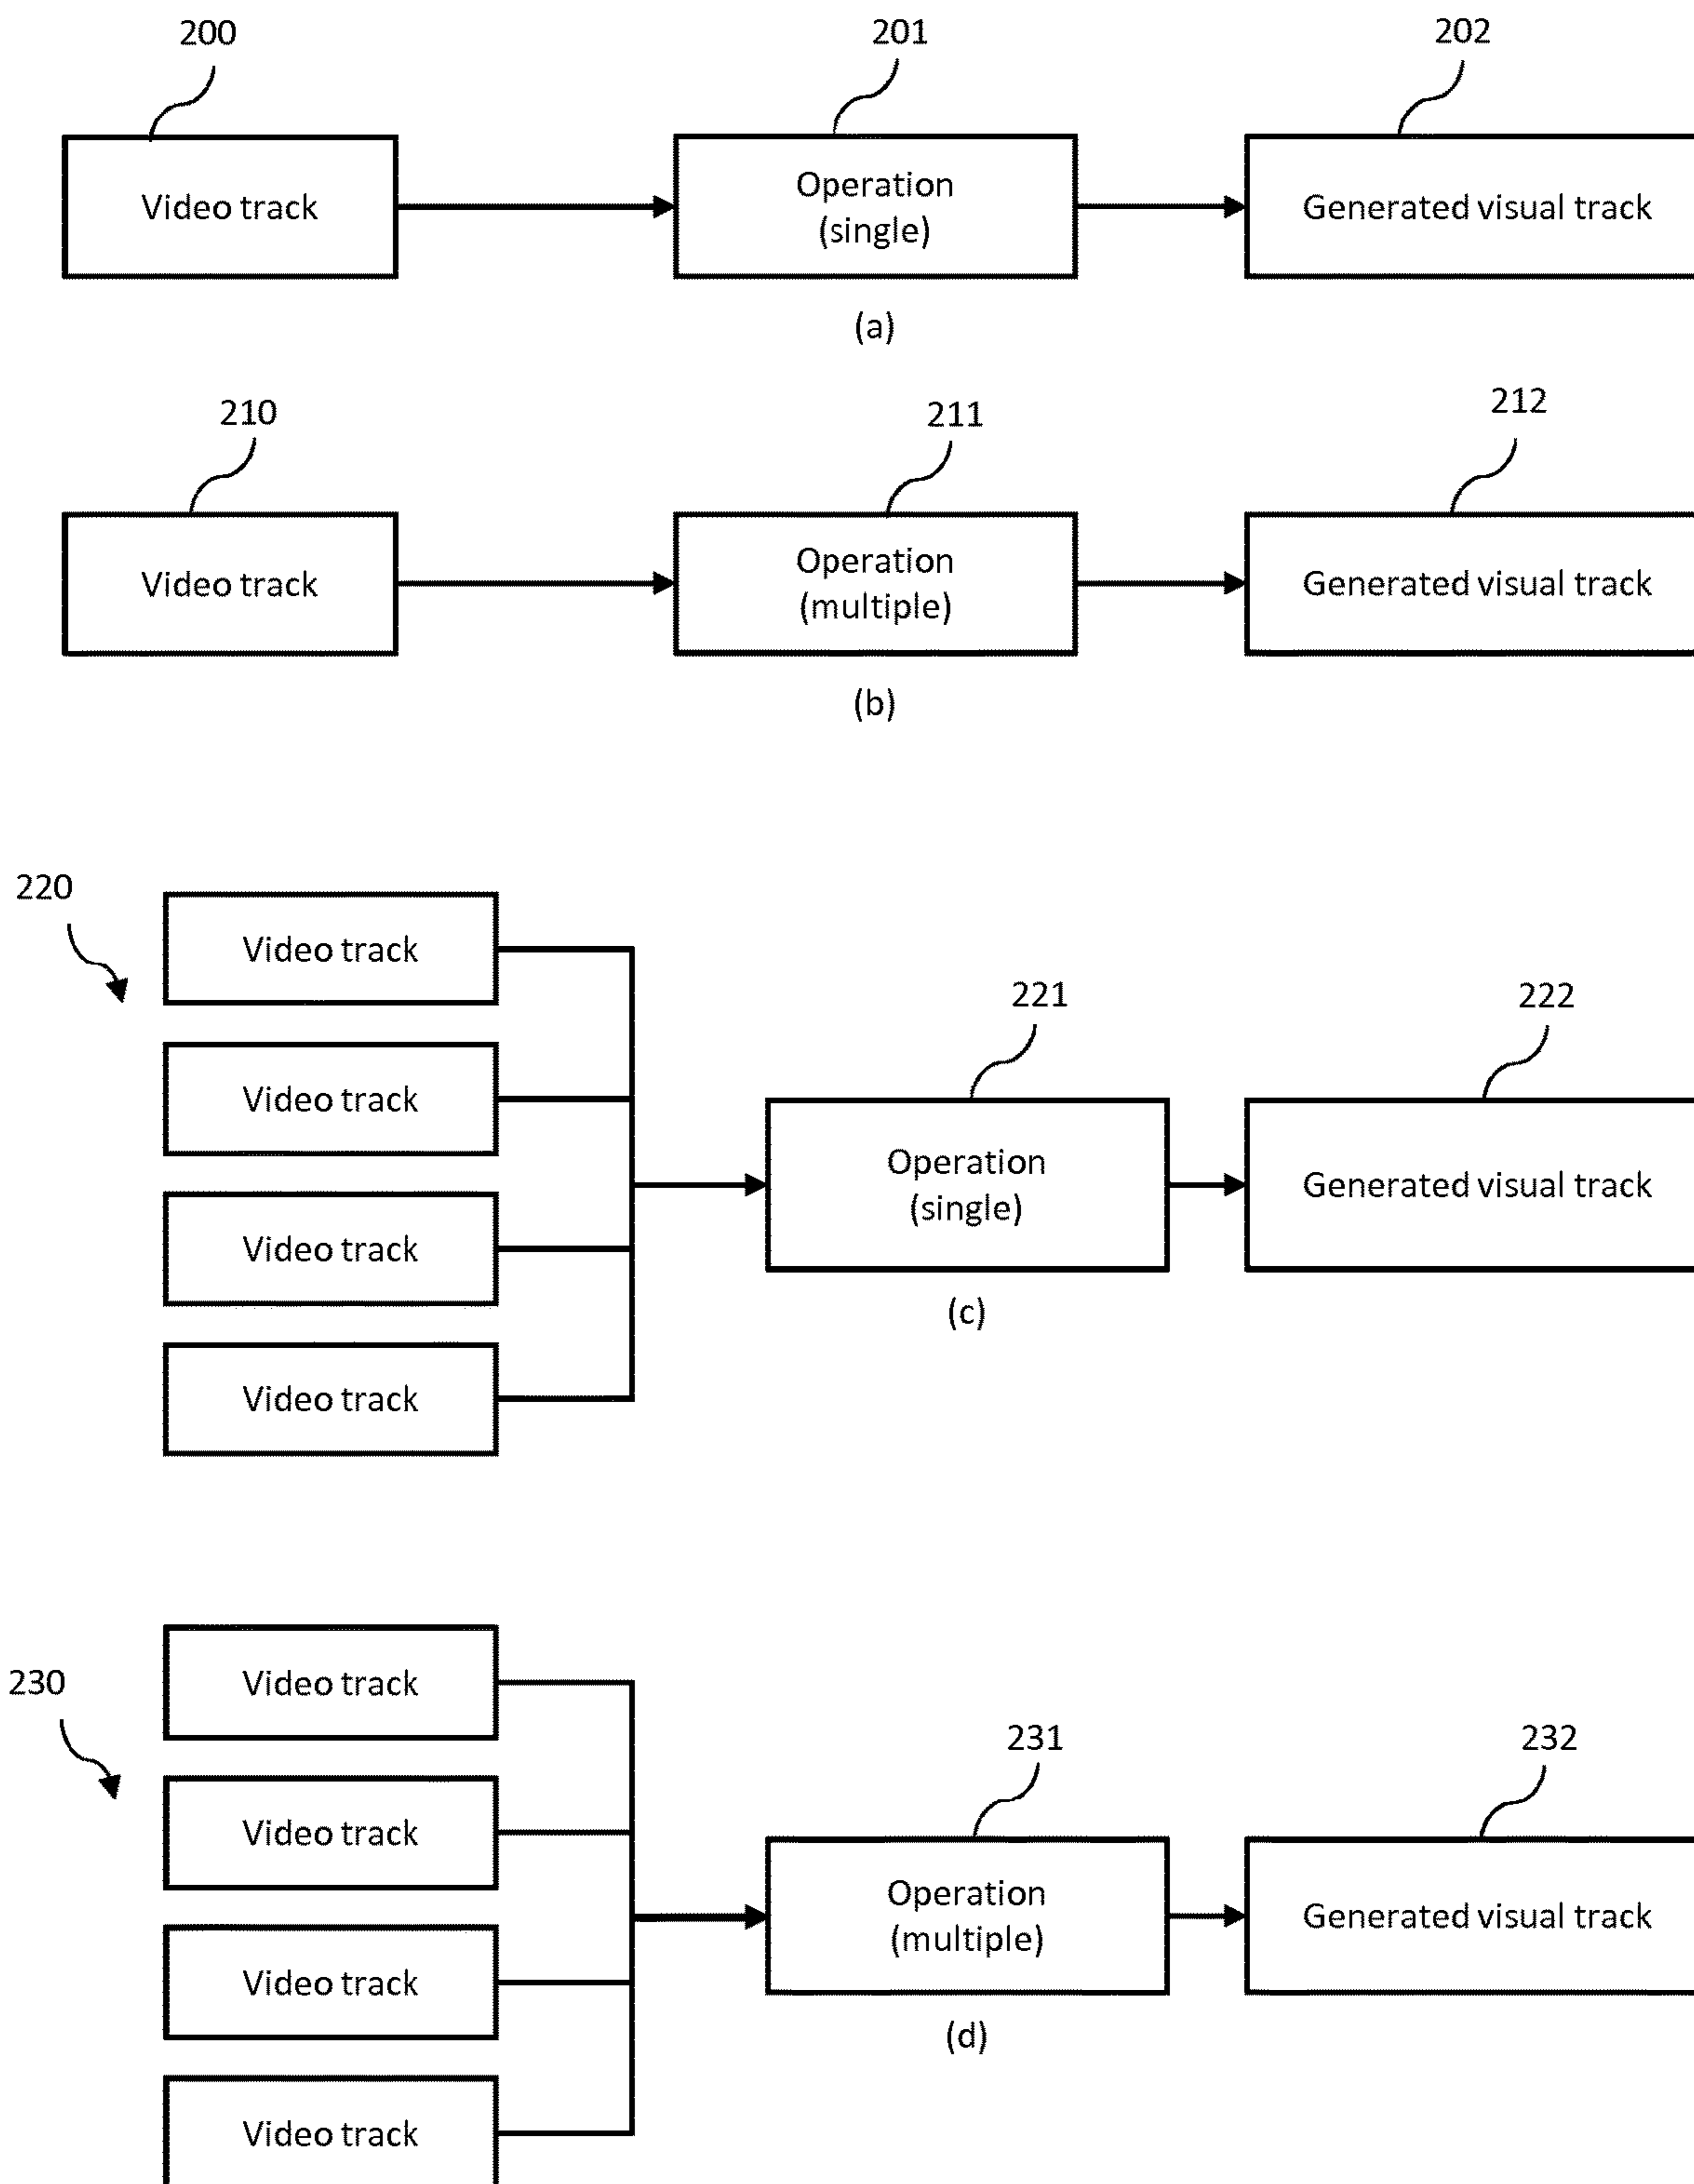 200
201
202
Video track
Operation
(single)
Generated visual track
(a)
210
211
212
Video track
Operation
(multiple)
Generated visual track
(b)
220
Video track
Video track
Video track
Video track
221
222
Operation
(single)
Generated visual track
(c)
230
Video track
Video track
Video track
Video track
231
232
Operation
(multiple)
Generated visual track
(d)